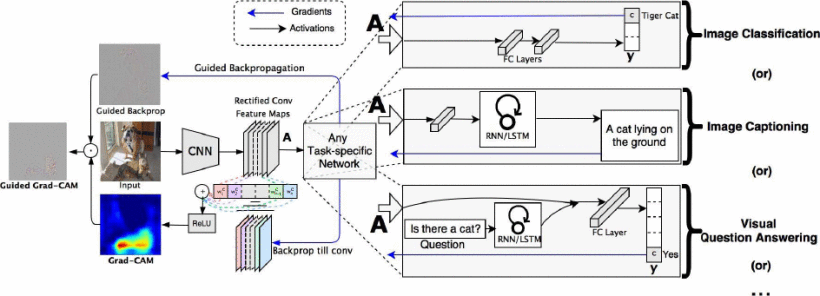 Gradients
Activations
Guided Backpropagation
Guided Backprop
Rectified Conv
Feature Maps
A
Input
CNN
Any
Task-specific
Network
Guided Grad-CAM
+
ReLU
Grad-CAM
Backprop till conv
A
FC Layers
c
Tiger Cat
y
Image Classification
(or)
A
RNN/LSTM
A cat lying on
the ground
Image Captioning
(or)
A
Is there a cat?
Question
RNN/LSTM
FC Layer
c
Yes
y
Visual
Question Answering
(or)
...